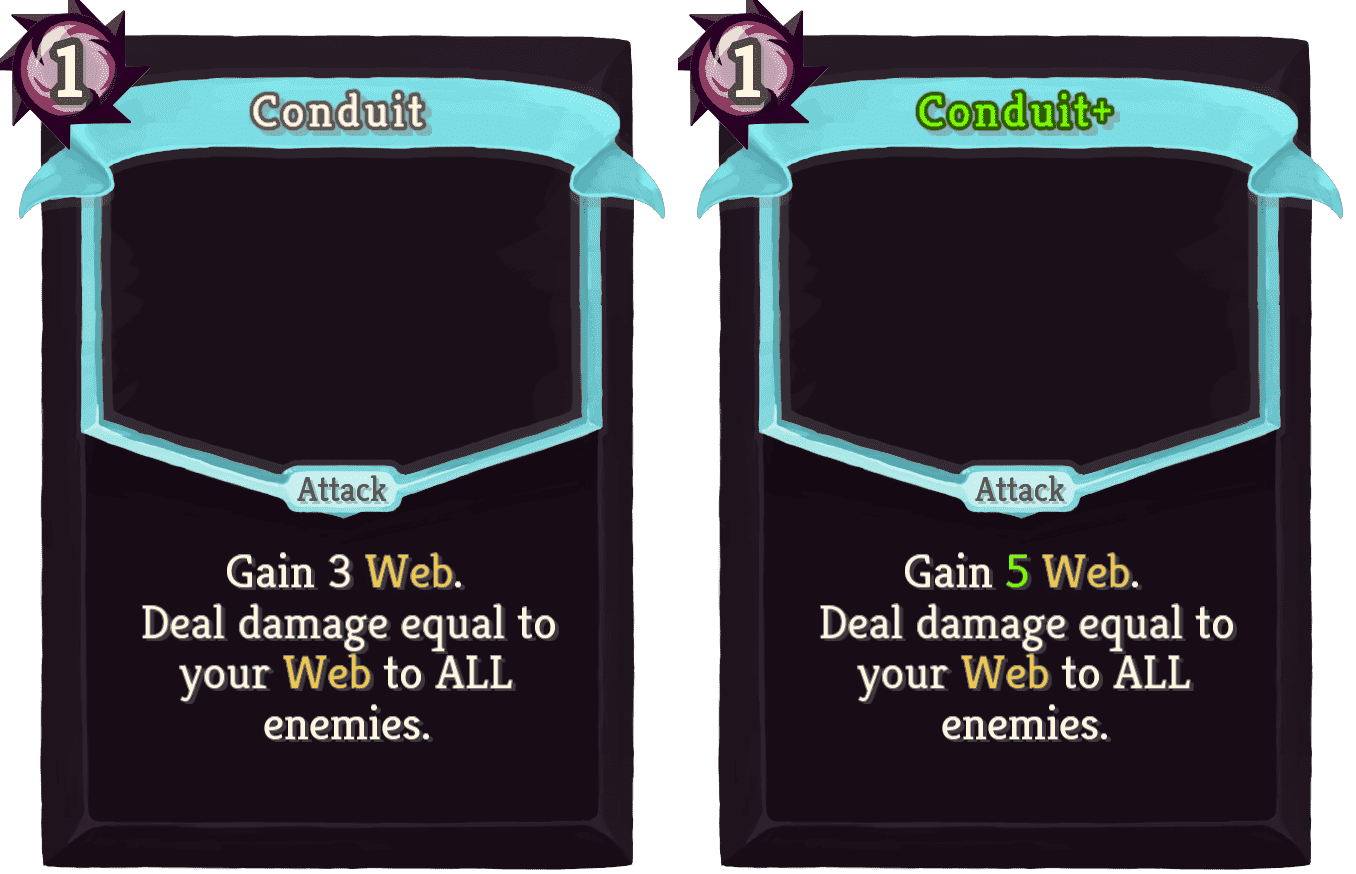 1
Conduit
Attack
Gain 3 Web.
Deal damage equal to
your Web to ALL
enemies.
1
Conduit+
Attack
Gain 5 Web.
Deal damage equal to
your Web to ALL
enemies.